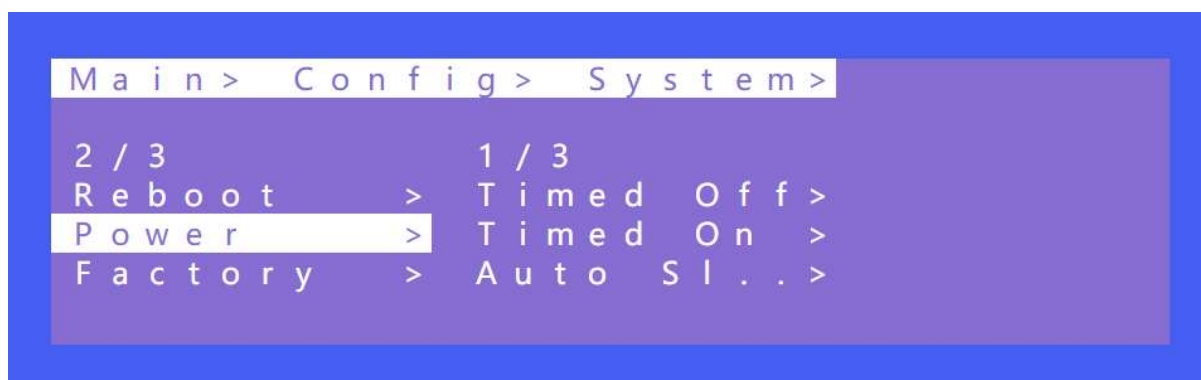 Main> Config> System>
2/3 1/3
Reboot > Timed Off>
Power > Timed On >
Factory > Auto Sl..>